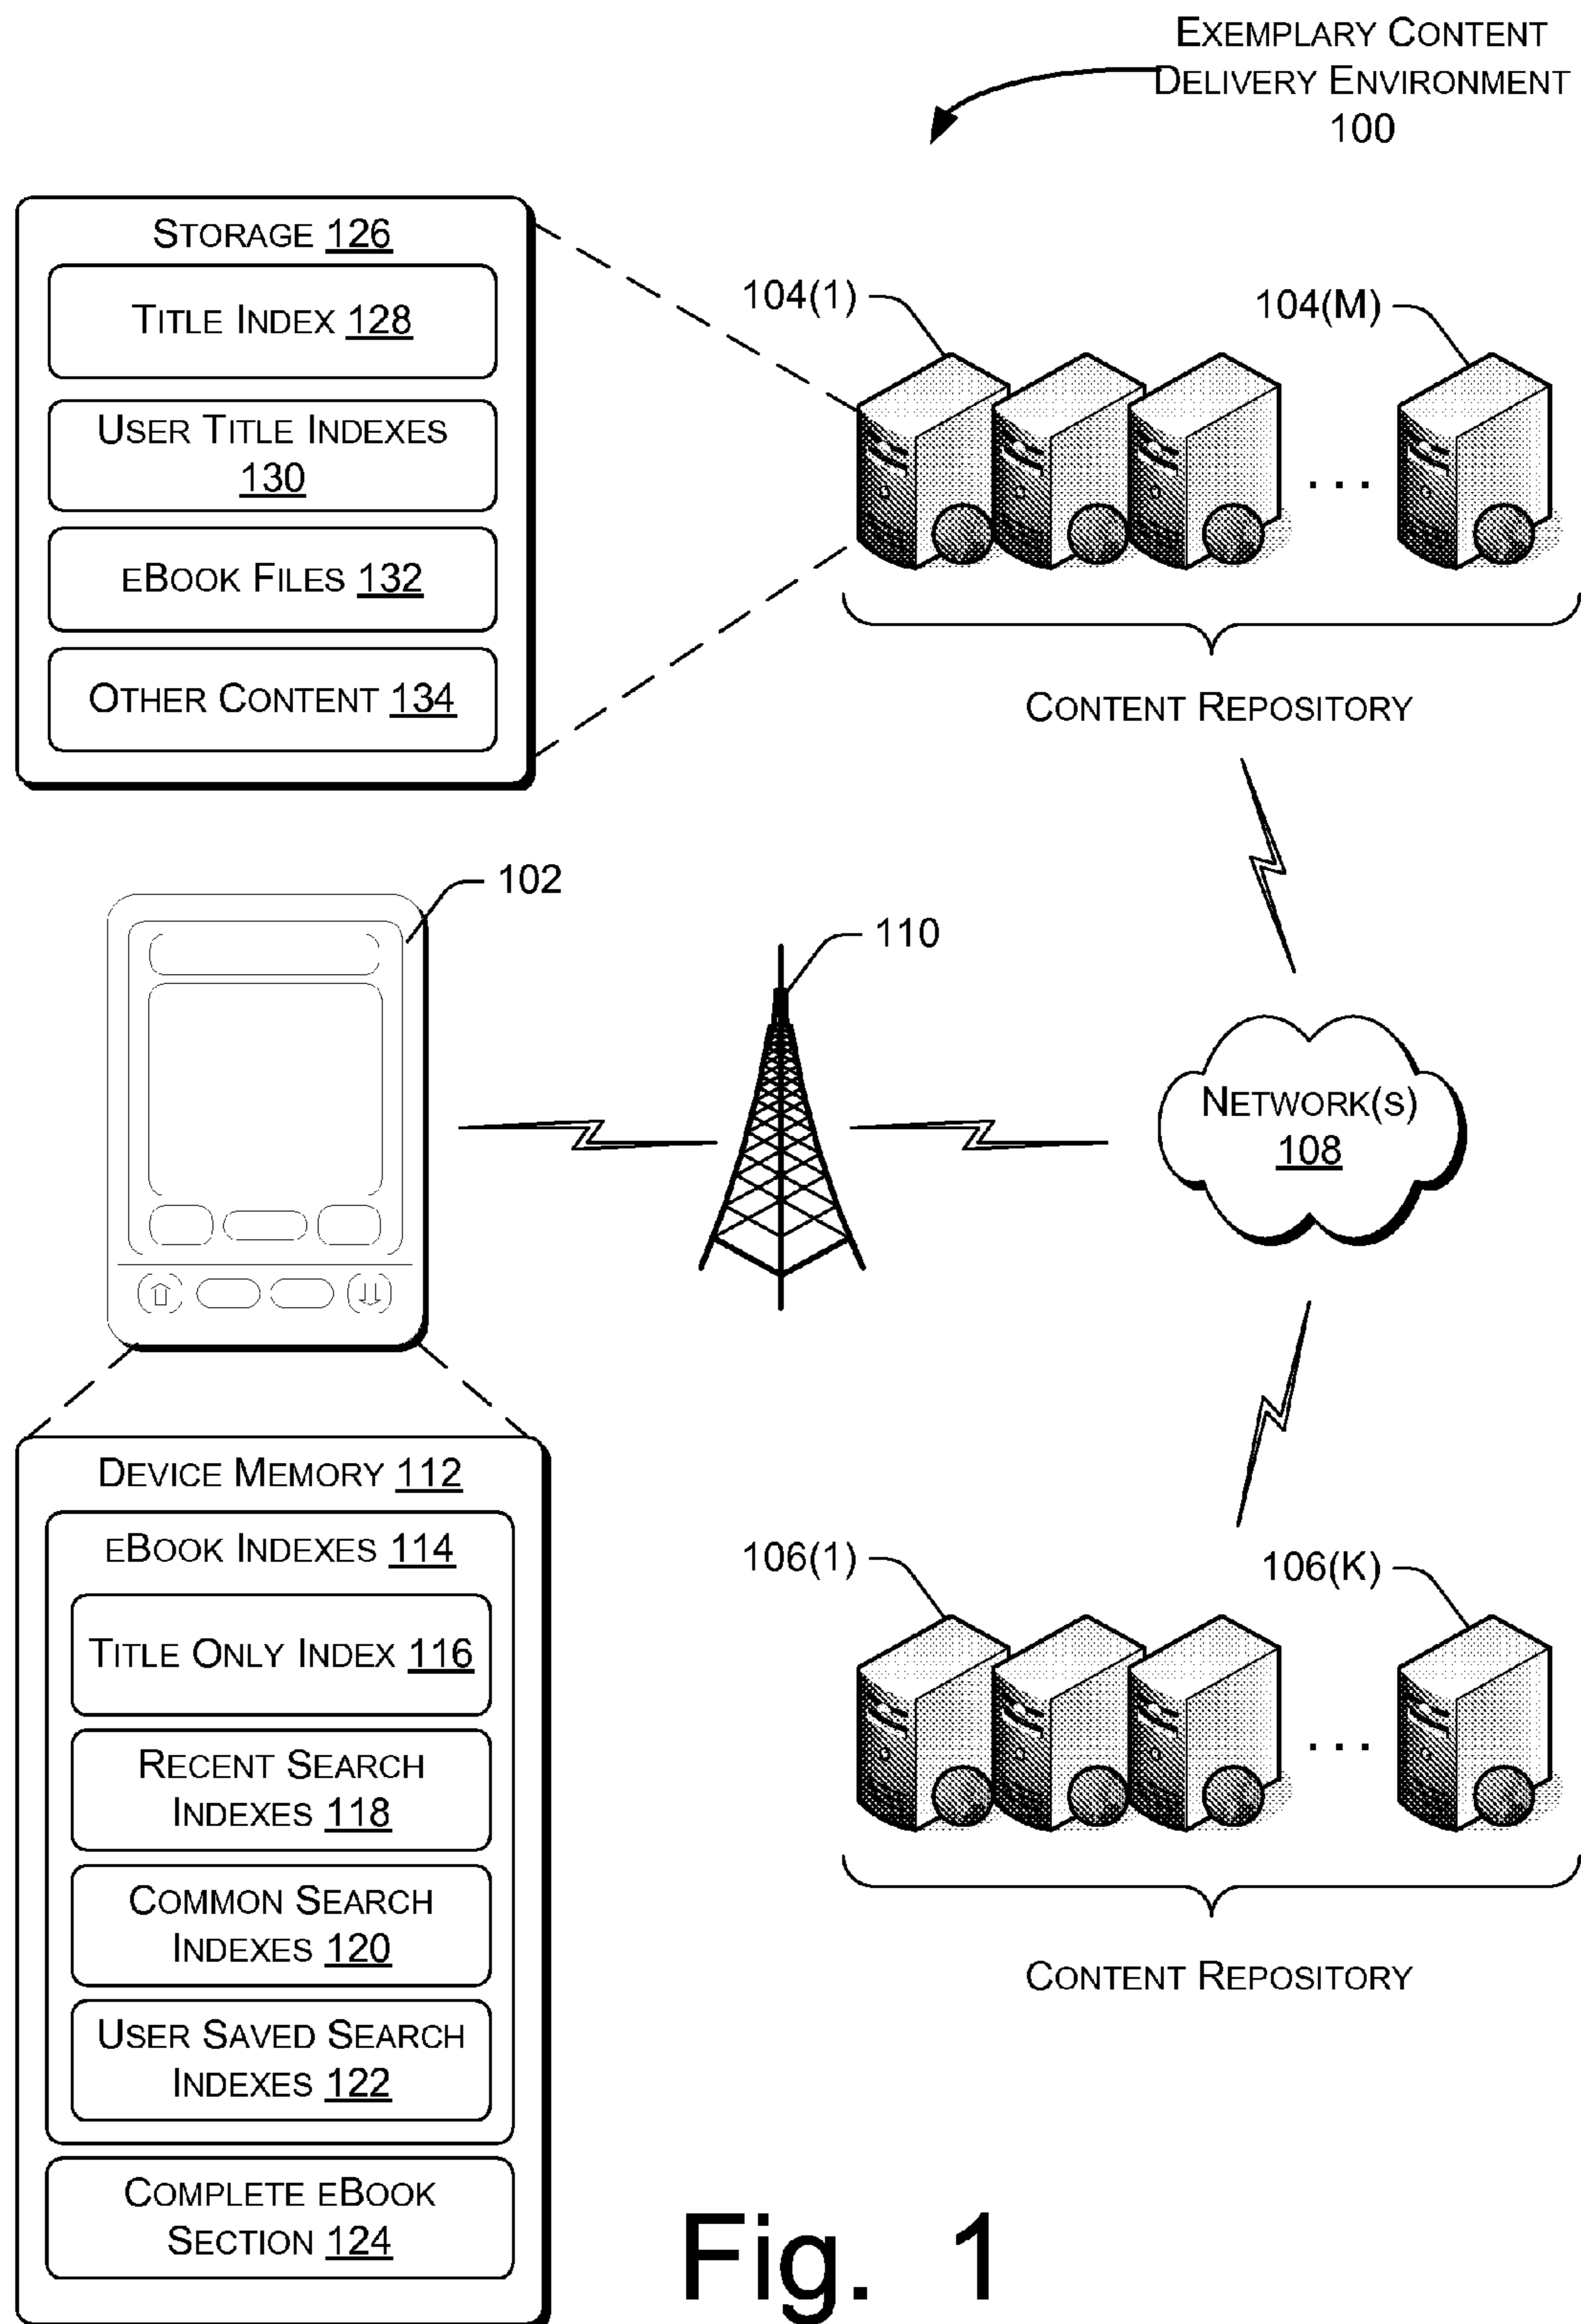 EXEMPLARY CONTENT
DELIVERY ENVIRONMENT
100
STORAGE 126
TITLE INDEX 128
USER TITLE INDEXES
130
EBOOK FILES 132
OTHER CONTENT 134
104(1)
104(M)
...
CONTENT REPOSITORY
102
110
NETWORK(S)
108
DEVICE MEMORY 112
EBOOK INDEXES 114
TITLE ONLY INDEX 116
RECENT SEARCH
INDEXES 118
COMMON SEARCH
INDEXES 120
USER SAVED SEARCH
INDEXES 122
COMPLETE EBOOK
SECTION 124
106(1)
106(K)
...
CONTENT REPOSITORY
Fig. 1